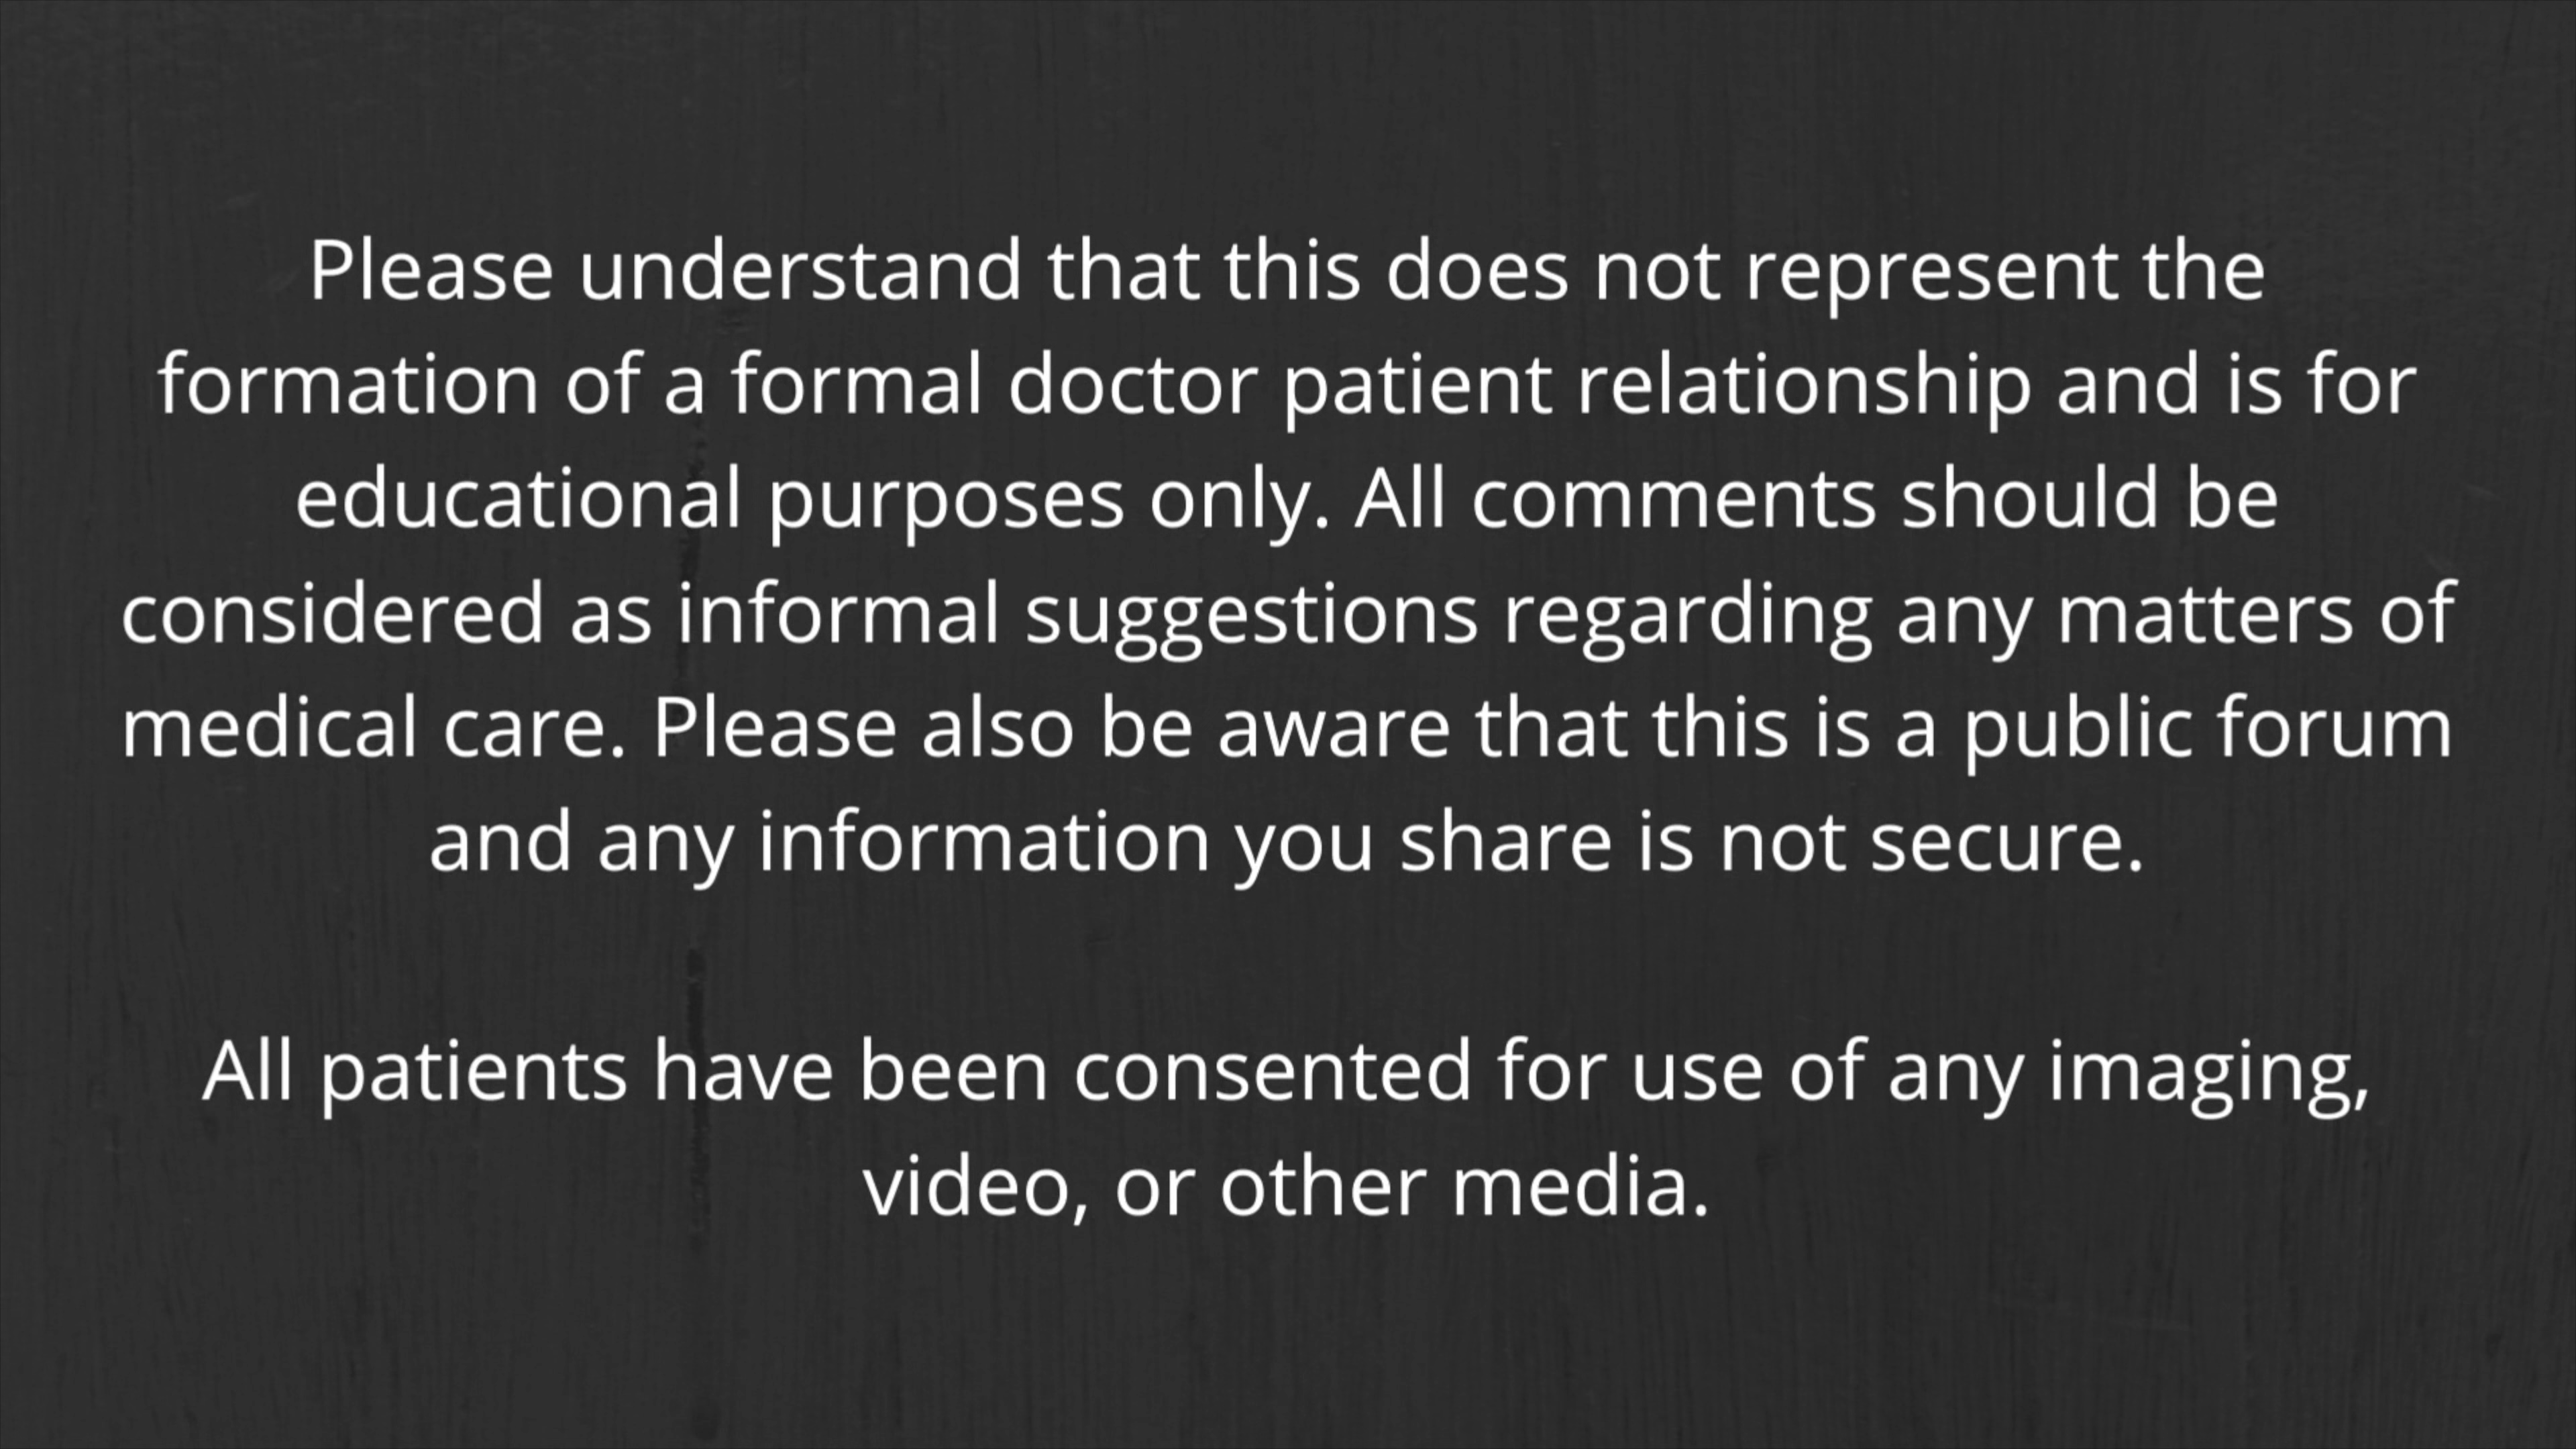 Please understand that this does not represent the
formation of a formal doctor patient relationship and is for
educational purposes only. All comments should be
considered as informal suggestions regarding any matters of
medical care. Please also be aware that this is a public forum
and any information you share is not secure.
All patients have been consented for use of any imaging,
video, or other media.